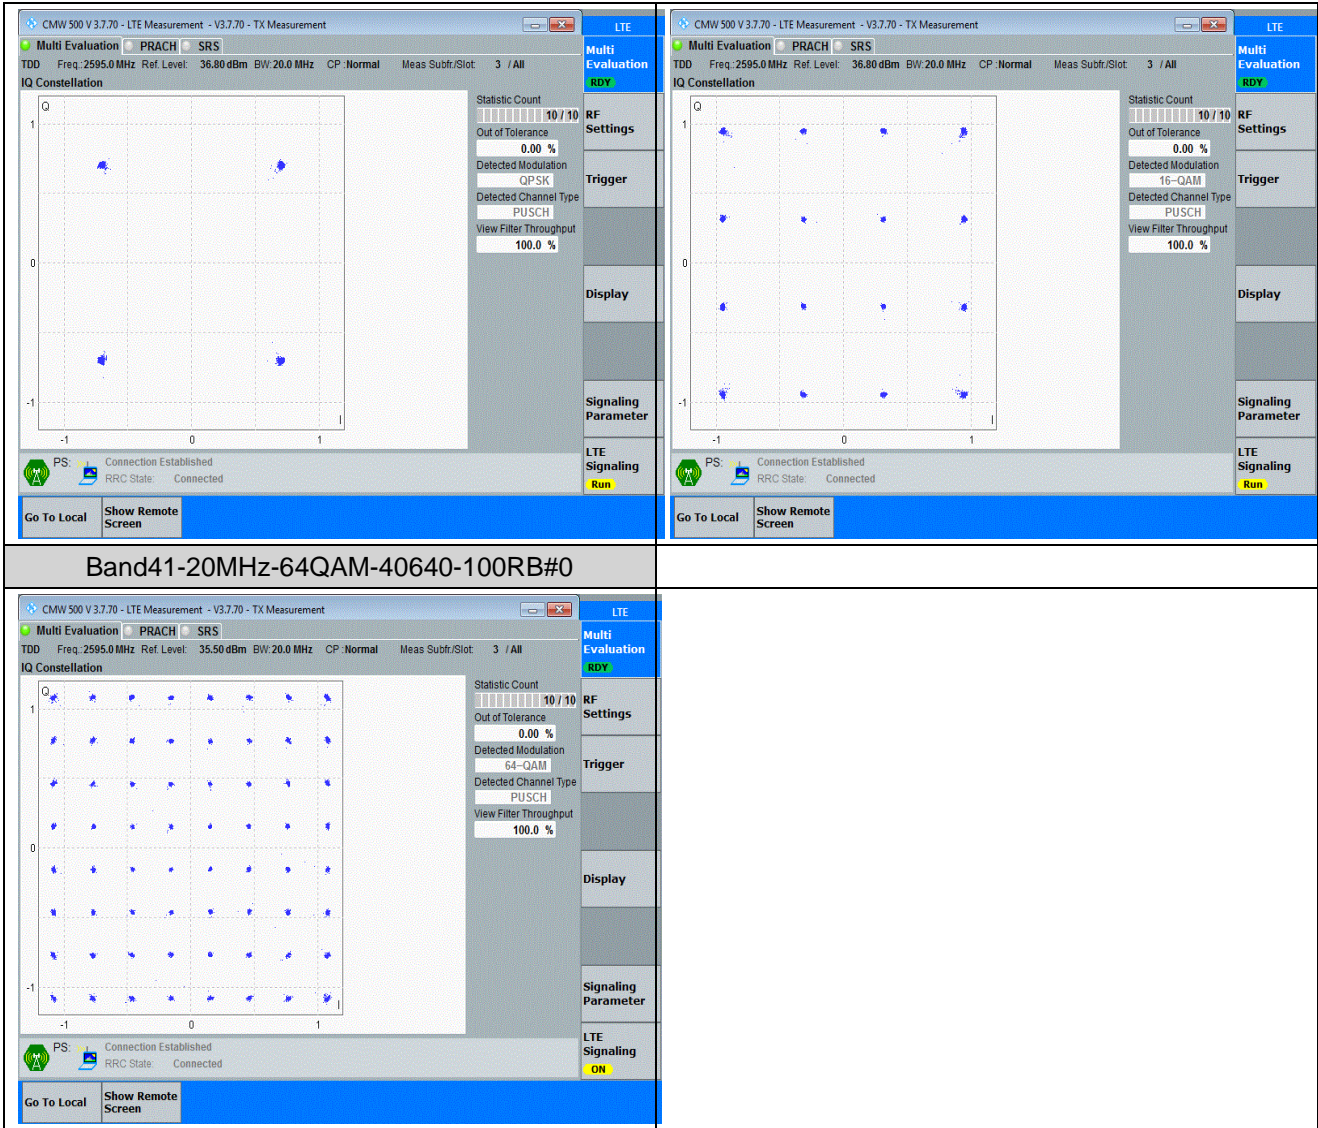 CMW 500 V 3.7.70 - LTE Measurement - V3.7.70 - TX Measurement
LTE
Multi Evaluation PRACH SRS
Multi
Evaluation
RDY
TDD Freq.:2595.0 MHz Ref. Level: 36.80 dBm BW:20.0 MHz CP :Normal Meas Subfr./Slot: 3 / All
IQ Constellation
Q
1
0
-1
-1 0 1
I
Statistic Count
10 / 10
Out of Tolerance
0.00 %
Detected Modulation
QPSK
Detected Channel Type
PUSCH
View Filter Throughput
100.0 %
RF
Settings
Trigger
Display
Signaling
Parameter
LTE
Signaling
Run
PS: Connection Established
RRC State: Connected
Go To Local
Show Remote
Screen
CMW 500 V 3.7.70 - LTE Measurement - V3.7.70 - TX Measurement
LTE
Multi Evaluation PRACH SRS
Multi
Evaluation
RDY
TDD Freq.:2595.0 MHz Ref. Level: 36.80 dBm BW:20.0 MHz CP :Normal Meas Subfr./Slot: 3 / All
IQ Constellation
Q
1
0
-1
-1 0 1
I
Statistic Count
10 / 10
Out of Tolerance
0.00 %
Detected Modulation
16-QAM
Detected Channel Type
PUSCH
View Filter Throughput
100.0 %
RF
Settings
Trigger
Display
Signaling
Parameter
LTE
Signaling
Run
PS: Connection Established
RRC State: Connected
Go To Local
Show Remote
Screen
Band41-20MHz-64QAM-40640-100RB#0
CMW 500 V 3.7.70 - LTE Measurement - V3.7.70 - TX Measurement
LTE
Multi Evaluation PRACH SRS
Multi
Evaluation
RDY
TDD Freq.:2595.0 MHz Ref. Level: 35.50 dBm BW:20.0 MHz CP :Normal Meas Subfr./Slot: 3 / All
IQ Constellation
Q
1
0
-1
-1 0 1
I
Statistic Count
10 / 10
Out of Tolerance
0.00 %
Detected Modulation
64-QAM
Detected Channel Type
PUSCH
View Filter Throughput
100.0 %
RF
Settings
Trigger
Display
Signaling
Parameter
LTE
Signaling
ON
PS: Connection Established
RRC State: Connected
Go To Local
Show Remote
Screen